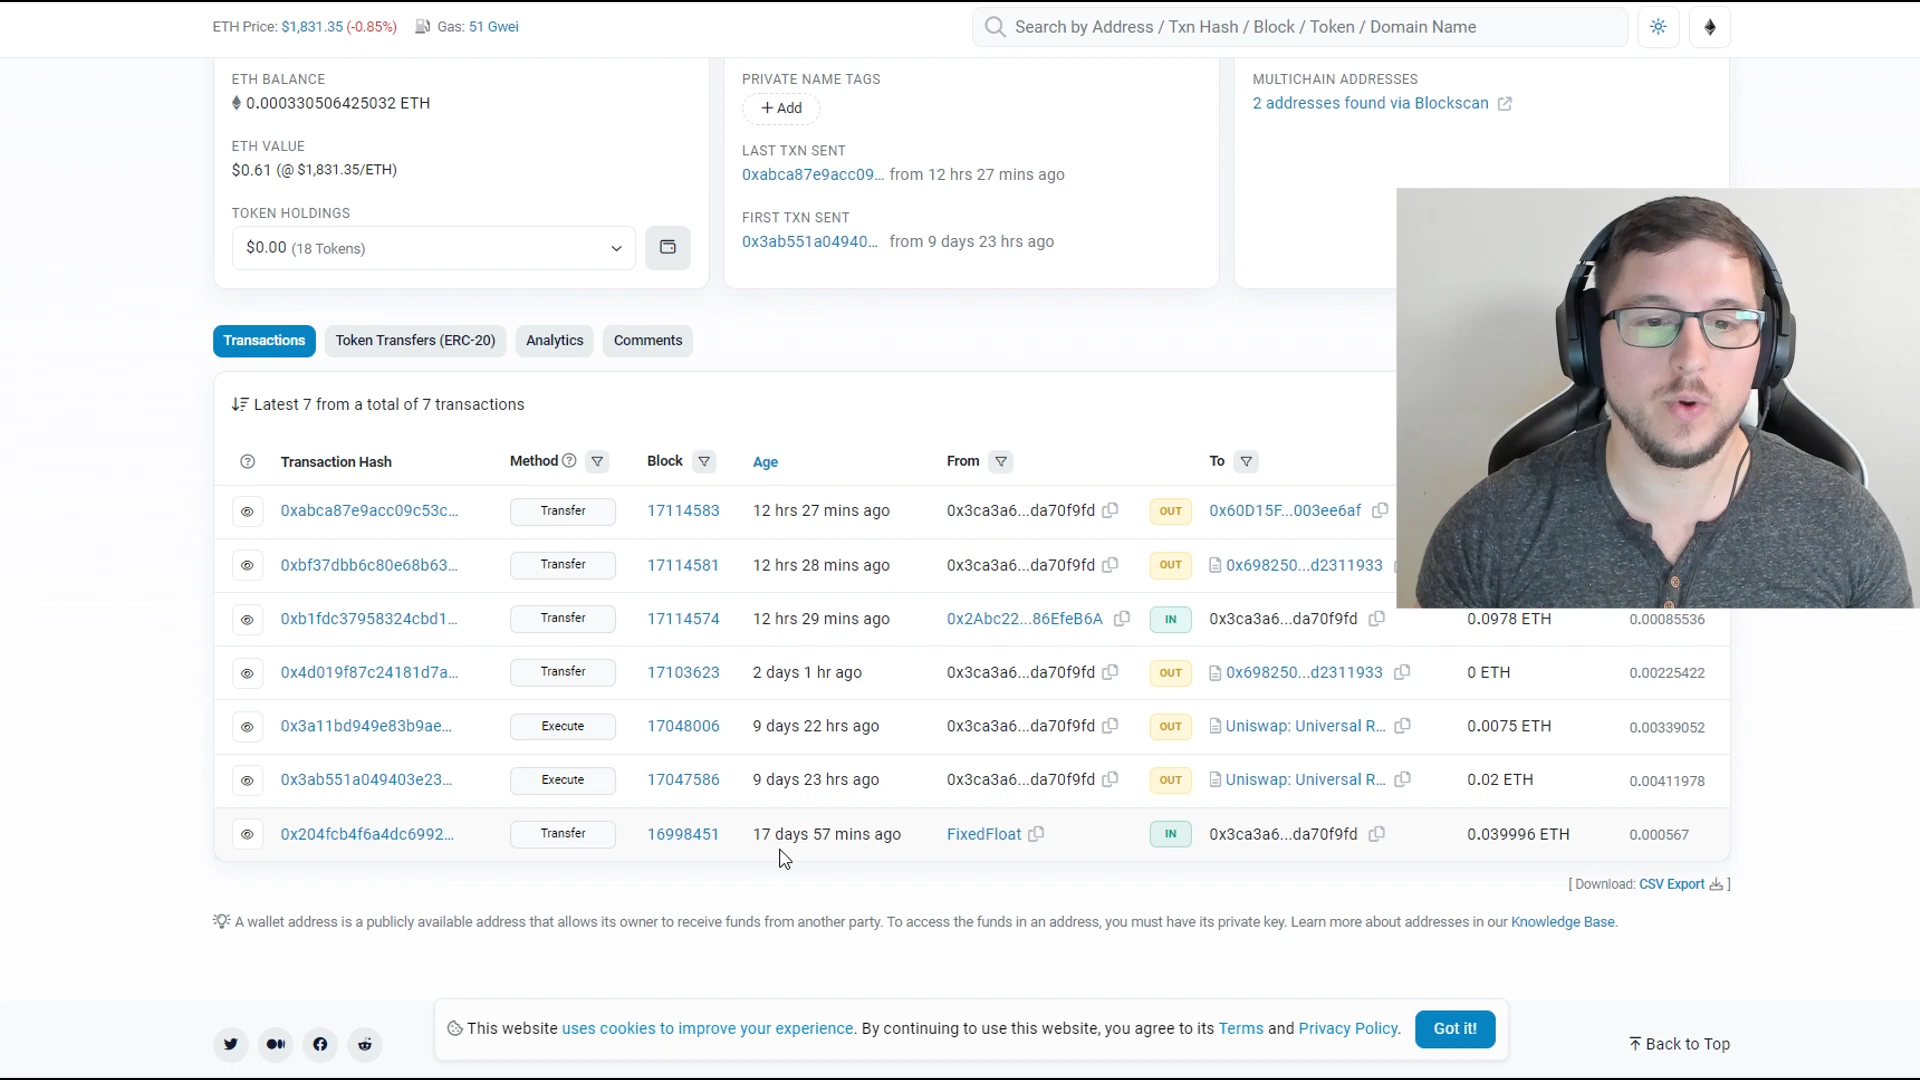 ETH Price: $1,831.35 (-0.85%) Gas: 51 Gwei
Search by Address / Txn Hash / Block / Token / Domain Name
ETH BALANCE
0.000330506425032 ETH
ETH VALUE
$0.61 (@ $1,831.35/ETH)
TOKEN HOLDINGS
$0.00 (18 Tokens)
PRIVATE NAME TAGS
+ Add
LAST TXN SENT
0xabca87e9acc09... from 12 hrs 27 mins ago
FIRST TXN SENT
0x3ab551a04940... from 9 days 23 hrs ago
MULTICHAIN ADDRESSES
2 addresses found via Blockscan
Transactions Token Transfers (ERC-20) Analytics Comments
Latest 7 from a total of 7 transactions
Transaction Hash Method Block Age From To
0xabca87e9acc09c53c... Transfer 17114583 12 hrs 27 mins ago 0x3ca3a6...da70f9fd OUT 0x60D15F...003ee6af
0xbf37dbb6c80e68b63... Transfer 17114581 12 hrs 28 mins ago 0x3ca3a6...da70f9fd OUT 0x698250...d2311933
0xb1fdc37958324cbd1... Transfer 17114574 12 hrs 29 mins ago 0x2Abc22...86EfeB6A IN 0x3ca3a6...da70f9fd 0.0978 ETH 0.00085536
0x4d019f87c24181d7a... Transfer 17103623 2 days 1 hr ago 0x3ca3a6...da70f9fd OUT 0x698250...d2311933 0 ETH 0.00225422
0x3a11bd949e83b9ae... Execute 17048006 9 days 22 hrs ago 0x3ca3a6...da70f9fd OUT Uniswap: Universal R... 0.0075 ETH 0.00339052
0x3ab551a049403e23... Execute 17047586 9 days 23 hrs ago 0x3ca3a6...da70f9fd OUT Uniswap: Universal R... 0.02 ETH 0.00411978
0x204fcb4f6a4dc6992... Transfer 16998451 17 days 57 mins ago FixedFloat IN 0x3ca3a6...da70f9fd 0.039996 ETH 0.000567
[ Download: CSV Export ]
A wallet address is a publicly available address that allows its owner to receive funds from another party. To access the funds in an address, you must have its private key. Learn more about addresses in our Knowledge Base.
This website uses cookies to improve your experience. By continuing to use this website, you agree to its Terms and Privacy Policy. Got it!
Back to Top